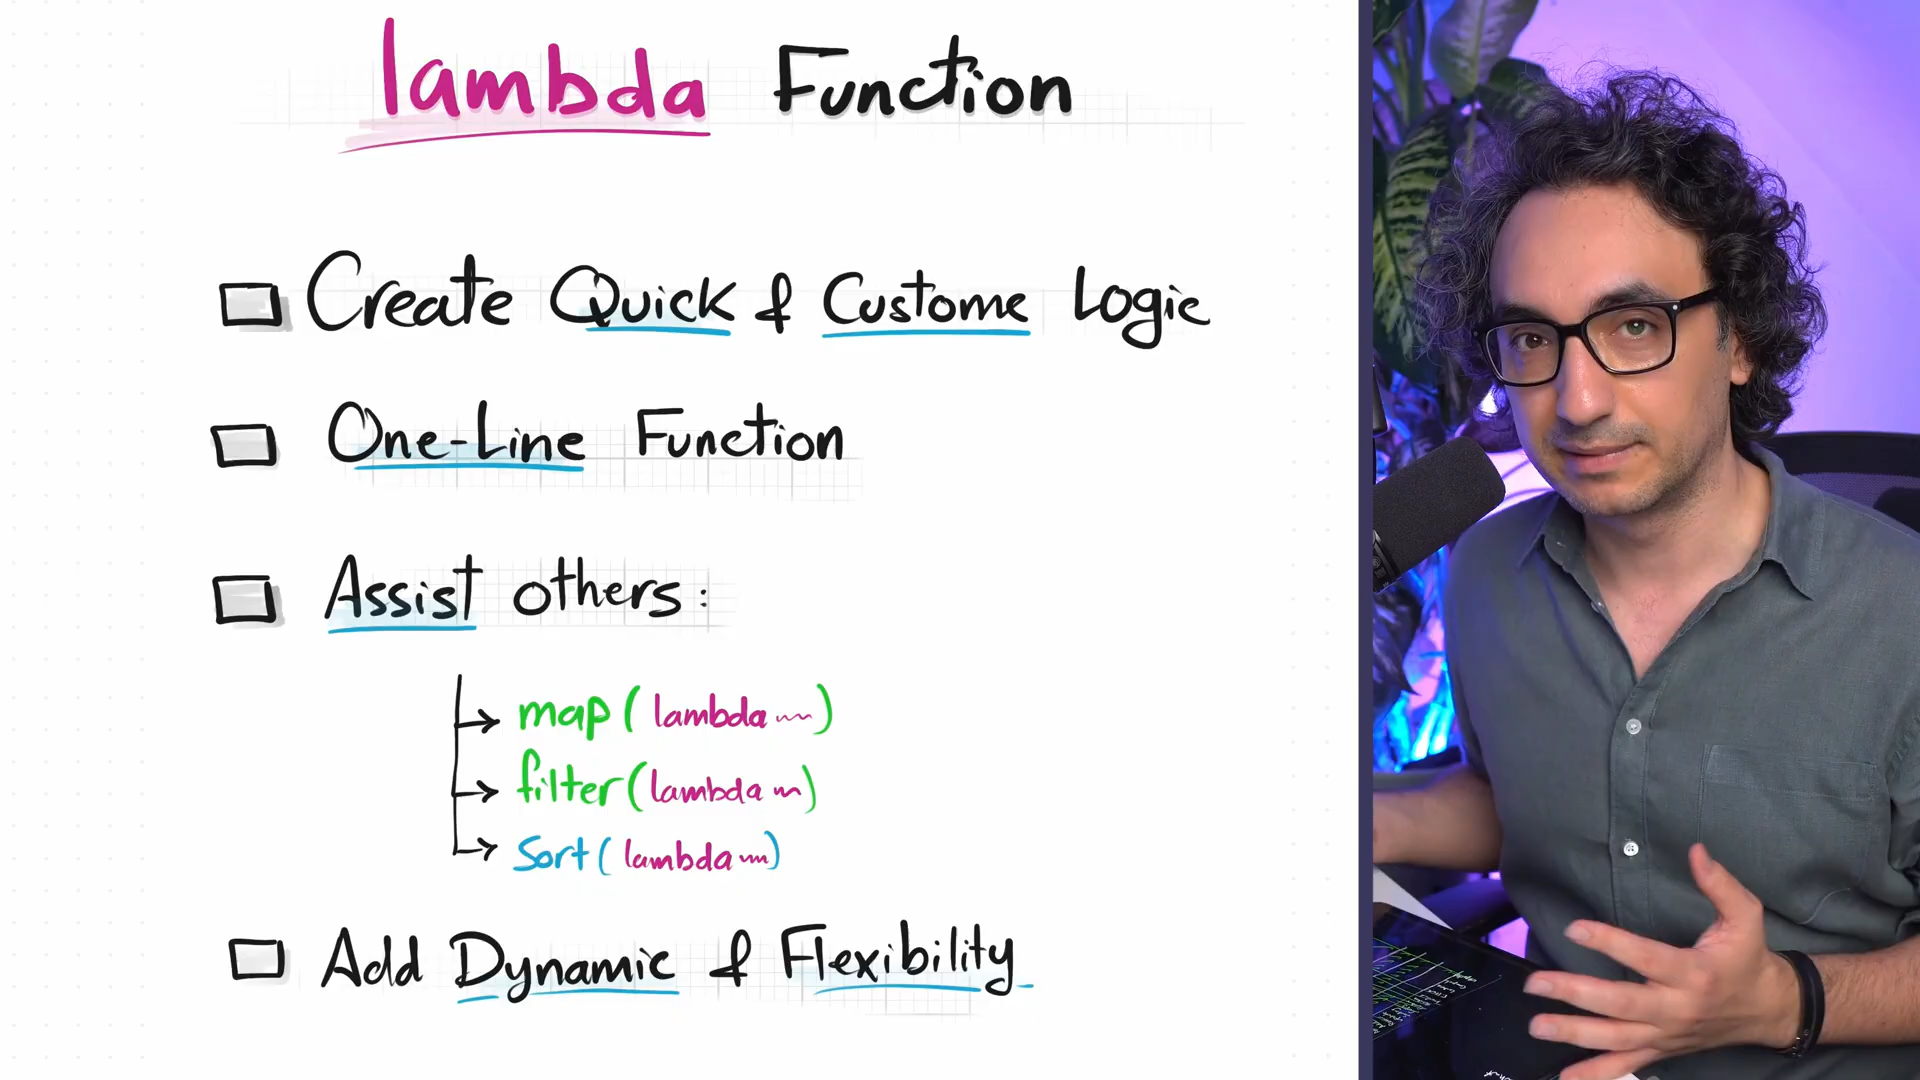 lambda Function
Create Quick & Custome Logic
One-Line Function
Assist others:
map(lambda )
filter(lambda )
Sort(lambda )
Add Dynamic & Flexibility